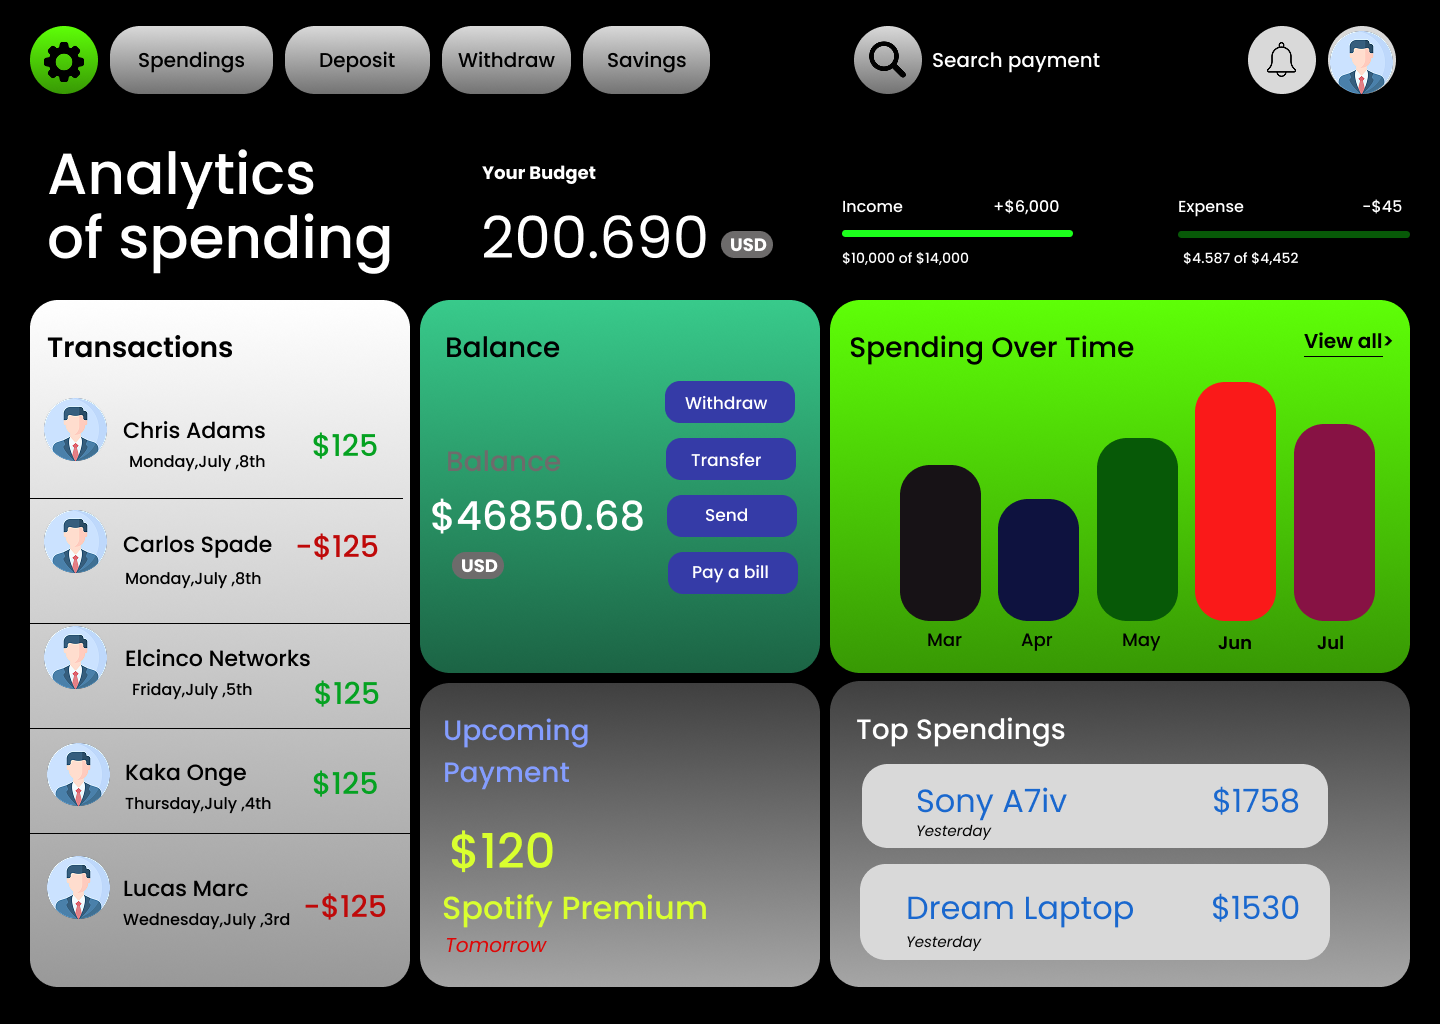 Spendings
Deposit
Withdraw
Savings
Search payment
Analytics
of spending
Your Budget
200.690 USD
Income +$6,000
$10,000 of $14,000
Expense -$45
$4.587 of $4,452
Transactions
Chris Adams
Monday,July ,8th
$125
Carlos Spade
-$125
Monday,July ,8th
Elcinco Networks
Friday,July ,5th
$125
Kaka Onge
$125
Thursday,July ,4th
Lucas Marc
-$125
Wednesday,July ,3rd
Balance
Balance
$46850.68
USD
Withdraw
Transfer
Send
Pay a bill
Spending Over Time
View all>
Mar
Apr
May
Jun
Jul
Upcoming
Payment
$120
Spotify Premium
Tomorrow
Top Spendings
Sony A7iv $1758
Yesterday
Dream Laptop $1530
Yesterday